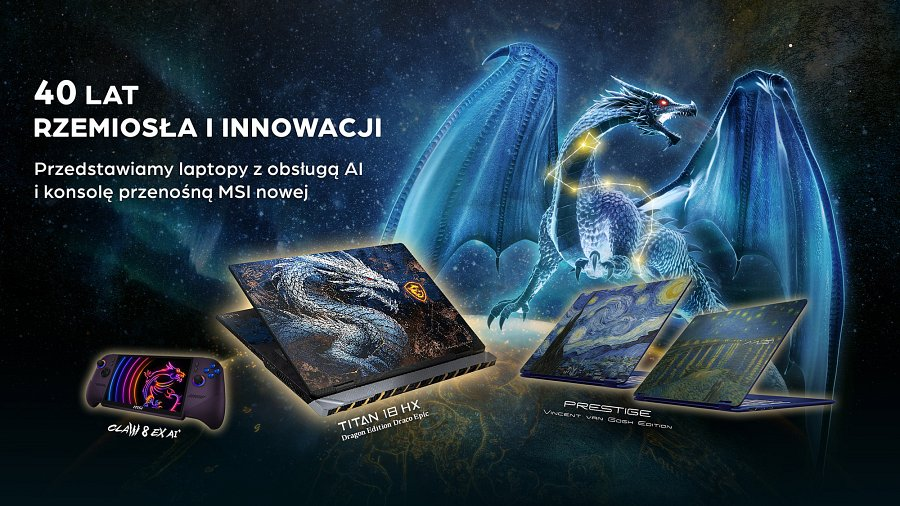 40 LAT
RZEMIOSŁA I INNOWACJI
Przedstawiamy laptopy z obsługą AI
i konsolę przenośną MSI nowej
CLAW 8 EX AI+
TITAN 18 HX
Dragon Edition Draco Epic
PRESTIGE
VINCENT VAN GOGH EDITION